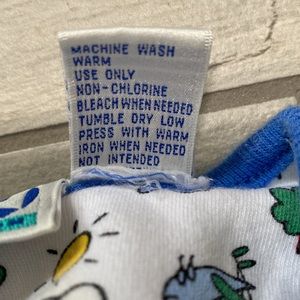 MACHINE WASH
WARM
USE ONLY
NON-CHLORINE
BLEACH WHEN NEEDED
TUMBLE DRY LOW
PRESS WITH WARM
IRON WHEN NEEDED
NOT INTENDED